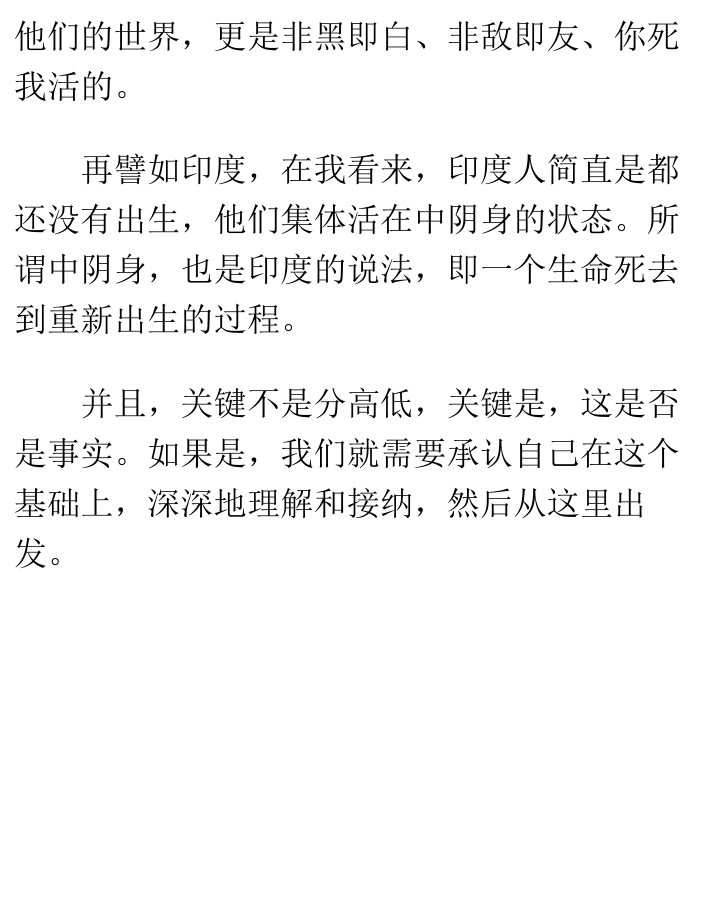 他们的世界，更是非黑即白、非敌即友、你死
我活的。
再譬如印度，在我看来，印度人简直是都
还没有出生，他们集体活在中阴身的状态。所
谓中阴身，也是印度的说法，即一个生命死去
到重新出生的过程。
并且，关键不是分高低，关键是，这是否
是事实。如果是，我们就需要承认自己在这个
基础上，深深地理解和接纳，然后从这里出
发。